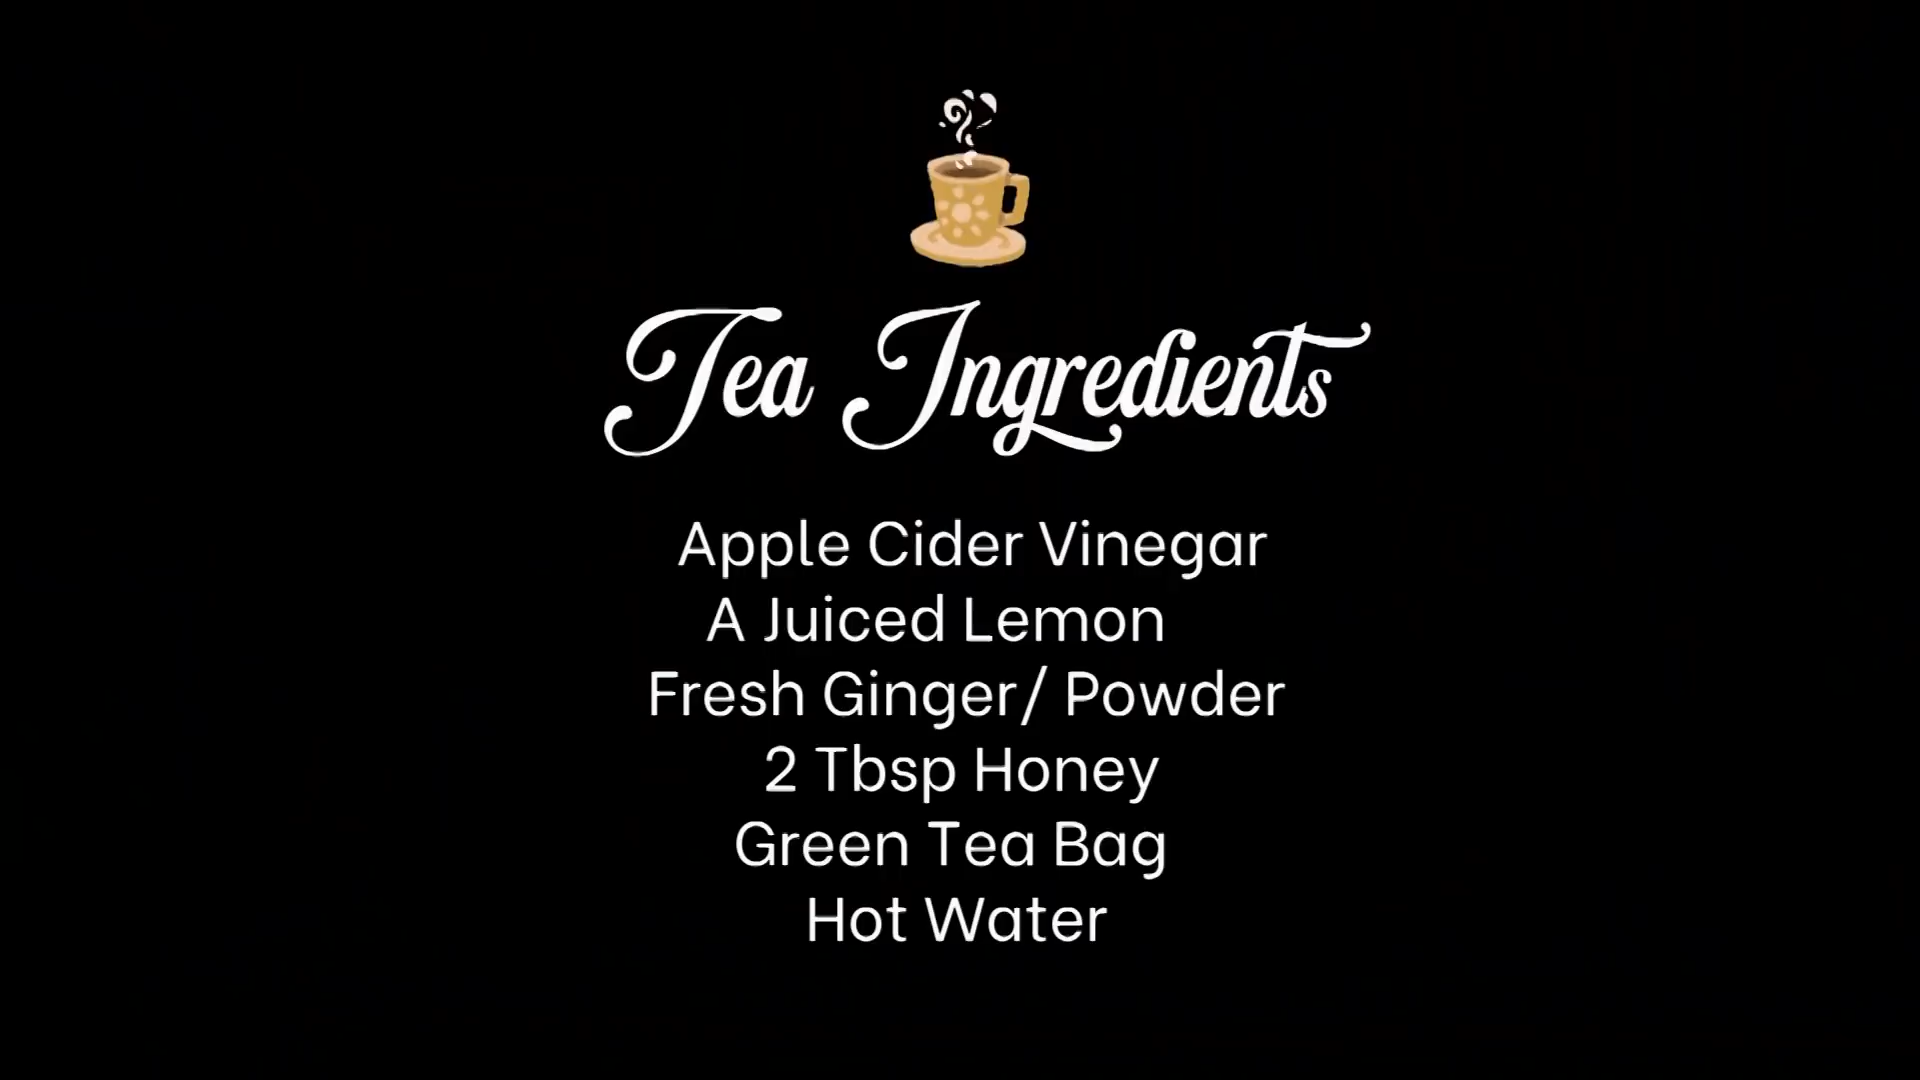 Tea Ingredients
Apple Cider Vinegar
A Juiced Lemon
Fresh Ginger/ Powder
2 Tbsp Honey
Green Tea Bag
Hot Water